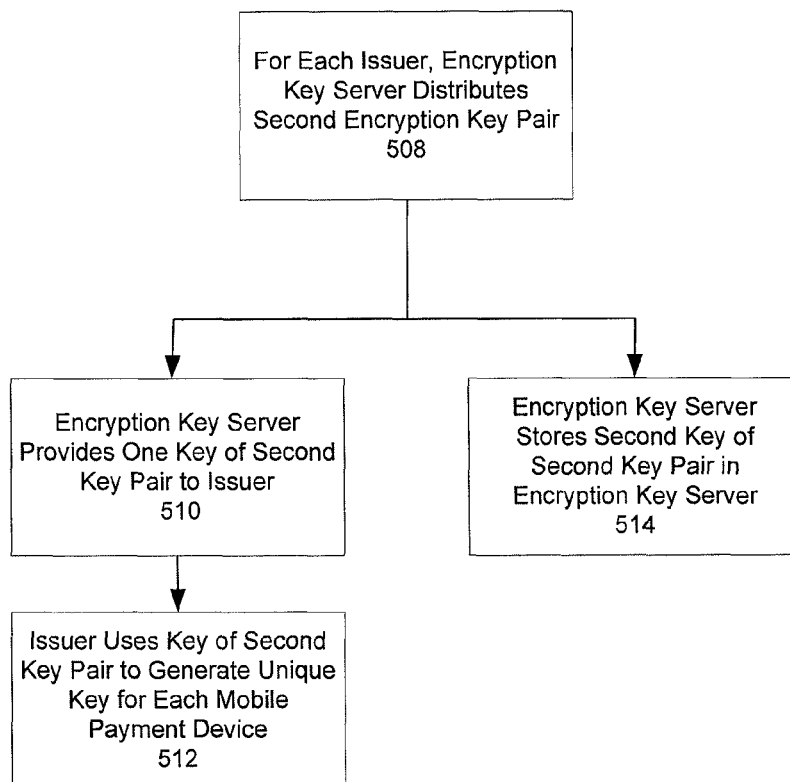 For Each Issuer, Encryption
Key Server Distributes
Second Encryption Key Pair
508
Encryption Key Server
Provides One Key of Second
Key Pair to Issuer
510
Encryption Key Server
Stores Second Key of
Second Key Pair in
Encryption Key Server
514
Issuer Uses Key of Second
Key Pair to Generate Unique
Key for Each Mobile
Payment Device
512